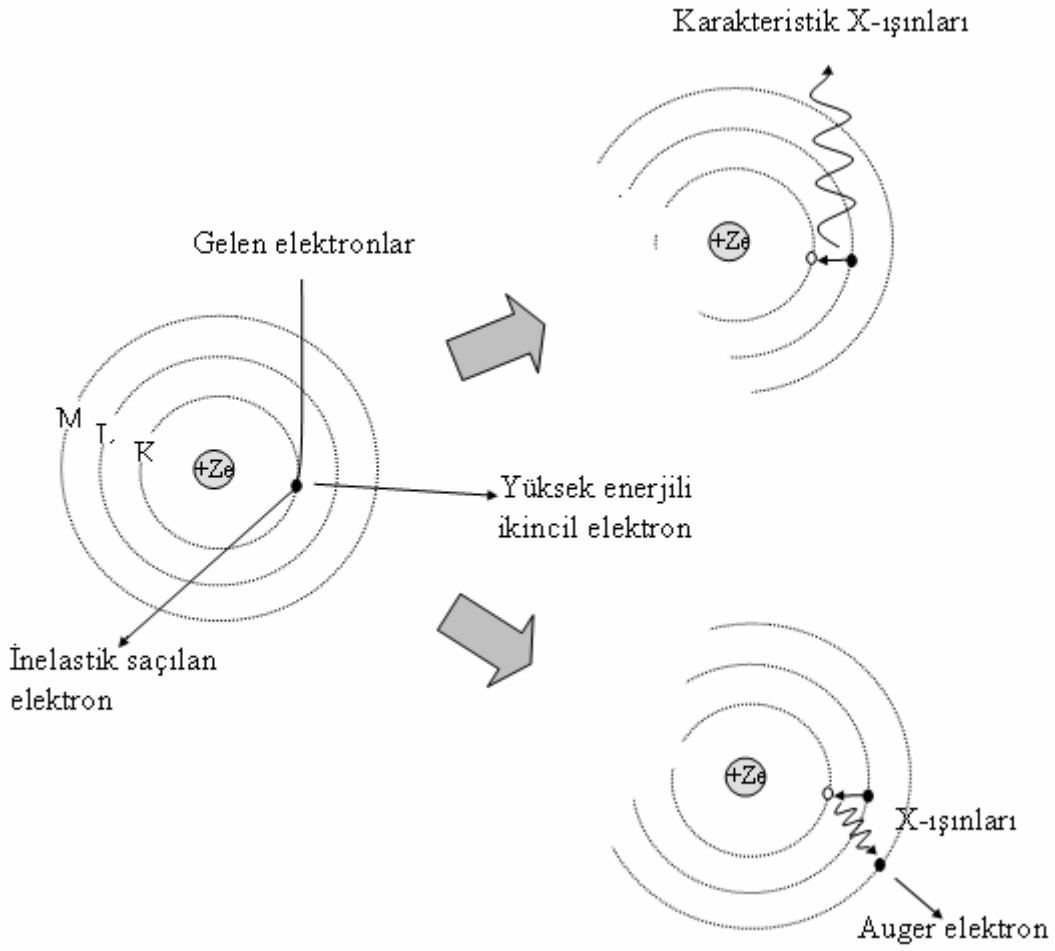 Karakteristik X-ışınları
+Ze
Gelen elektronlar
M
L
K
+Ze
Yüksek enerjili
ikincil elektron
İnelastik saçılan
elektron
+Ze
X-ışınları
Auger elektron